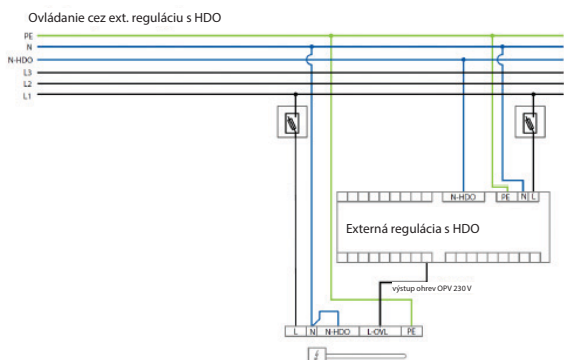 Ovládanie cez ext. reguláciu s HDO
PE
N
N-HDO
L3
L2
L1
N-HDO PE N L
Externá regulácia s HDO
výstup ohrev OPV 230 V
L N N-HDO L-OVL PE